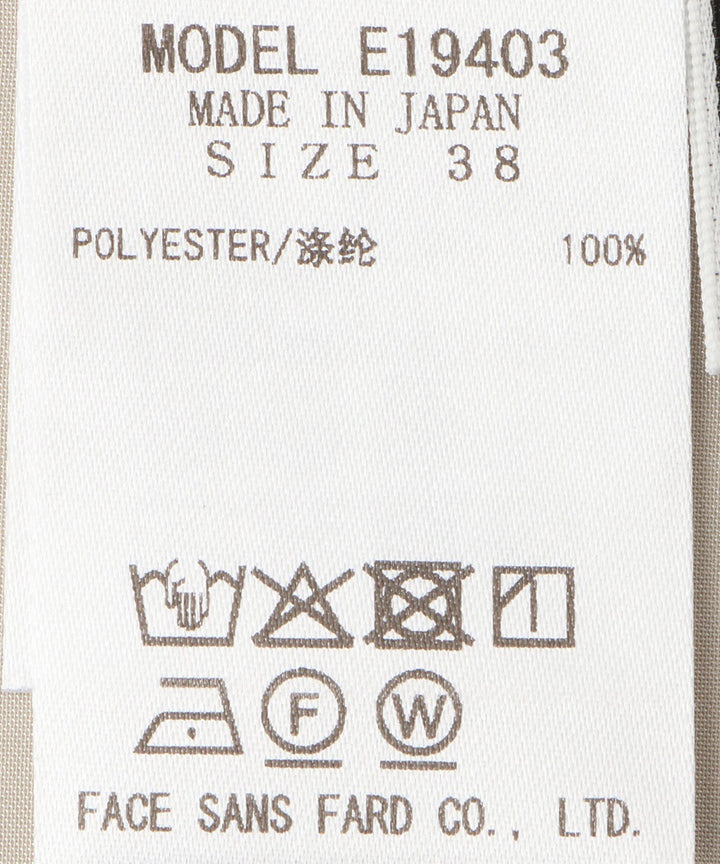 MODEL E19403
MADE IN JAPAN
SIZE 38
POLYESTER/涤纶 100%
F W
FACE SANS FARD CO., LTD.